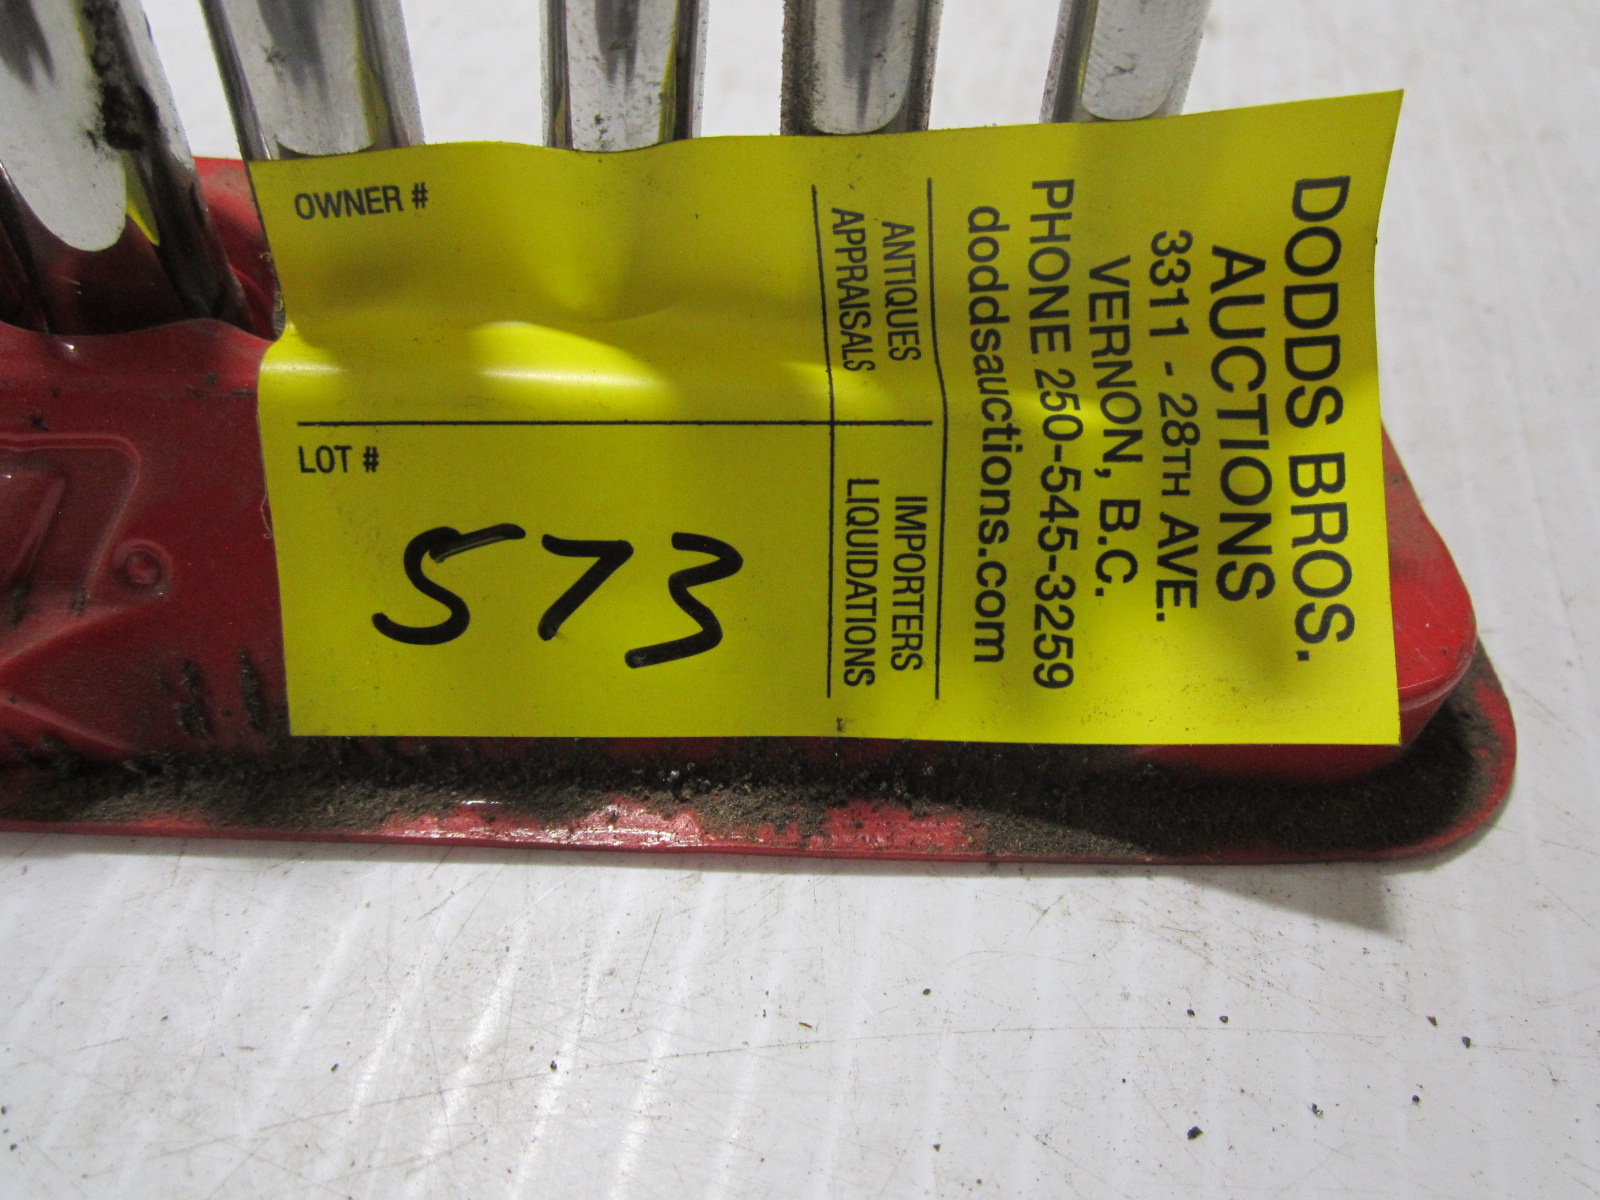 DODDS BROS.
AUCTIONS
3311 - 28TH AVE.
VERNON, B.C.
PHONE 250-545-3259
doddsauctions.com
ANTIQUES
APPRAISALS
IMPORTERS
LIQUIDATIONS
OWNER #
LOT #
573